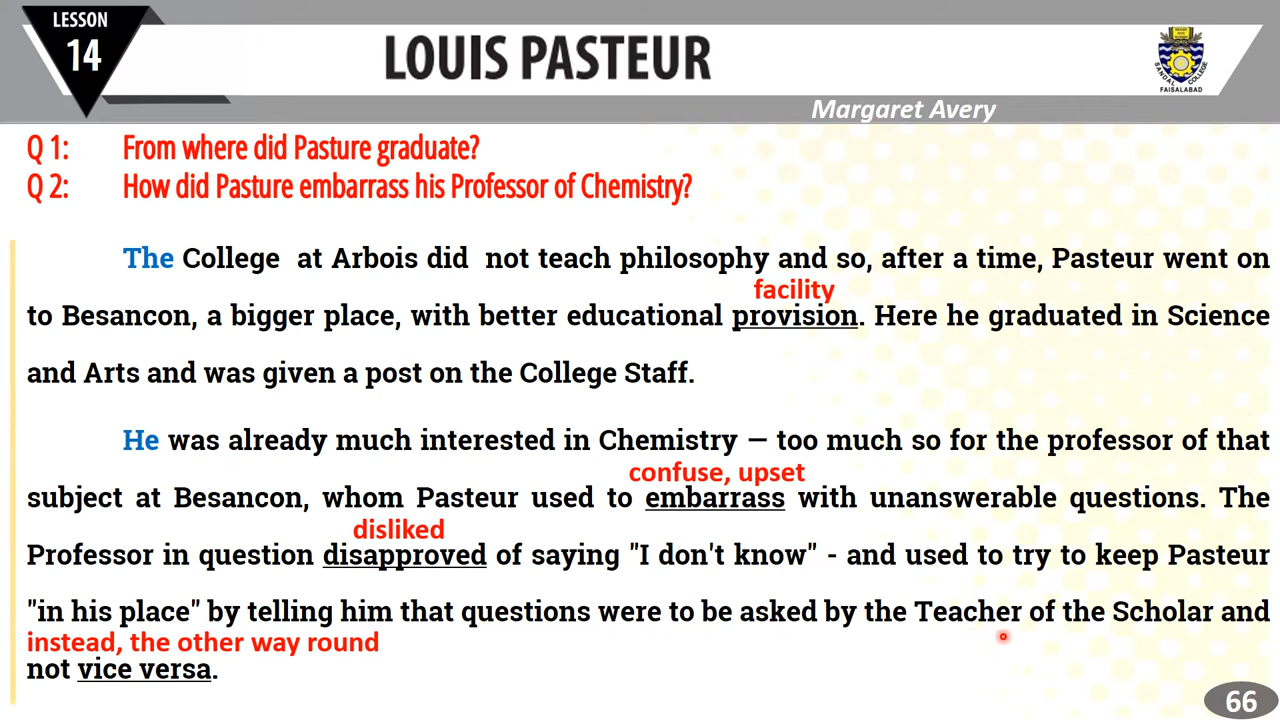 LESSON
14
LOUIS PASTEUR
SANDAL COLLEGE
FAISALABAD
Margaret Avery
Q 1: From where did Pasture graduate?
Q 2: How did Pasture embarrass his Professor of Chemistry?
The College at Arbois did not teach philosophy and so, after a time, Pasteur went on
facility
to Besancon, a bigger place, with better educational provision. Here he graduated in Science
and Arts and was given a post on the College Staff.
He was already much interested in Chemistry – too much so for the professor of that
confuse, upset
subject at Besancon, whom Pasteur used to embarrass with unanswerable questions. The
disliked
Professor in question disapproved of saying "I don't know" - and used to try to keep Pasteur
"in his place" by telling him that questions were to be asked by the Teacher of the Scholar and
instead, the other way round
not vice versa.
66